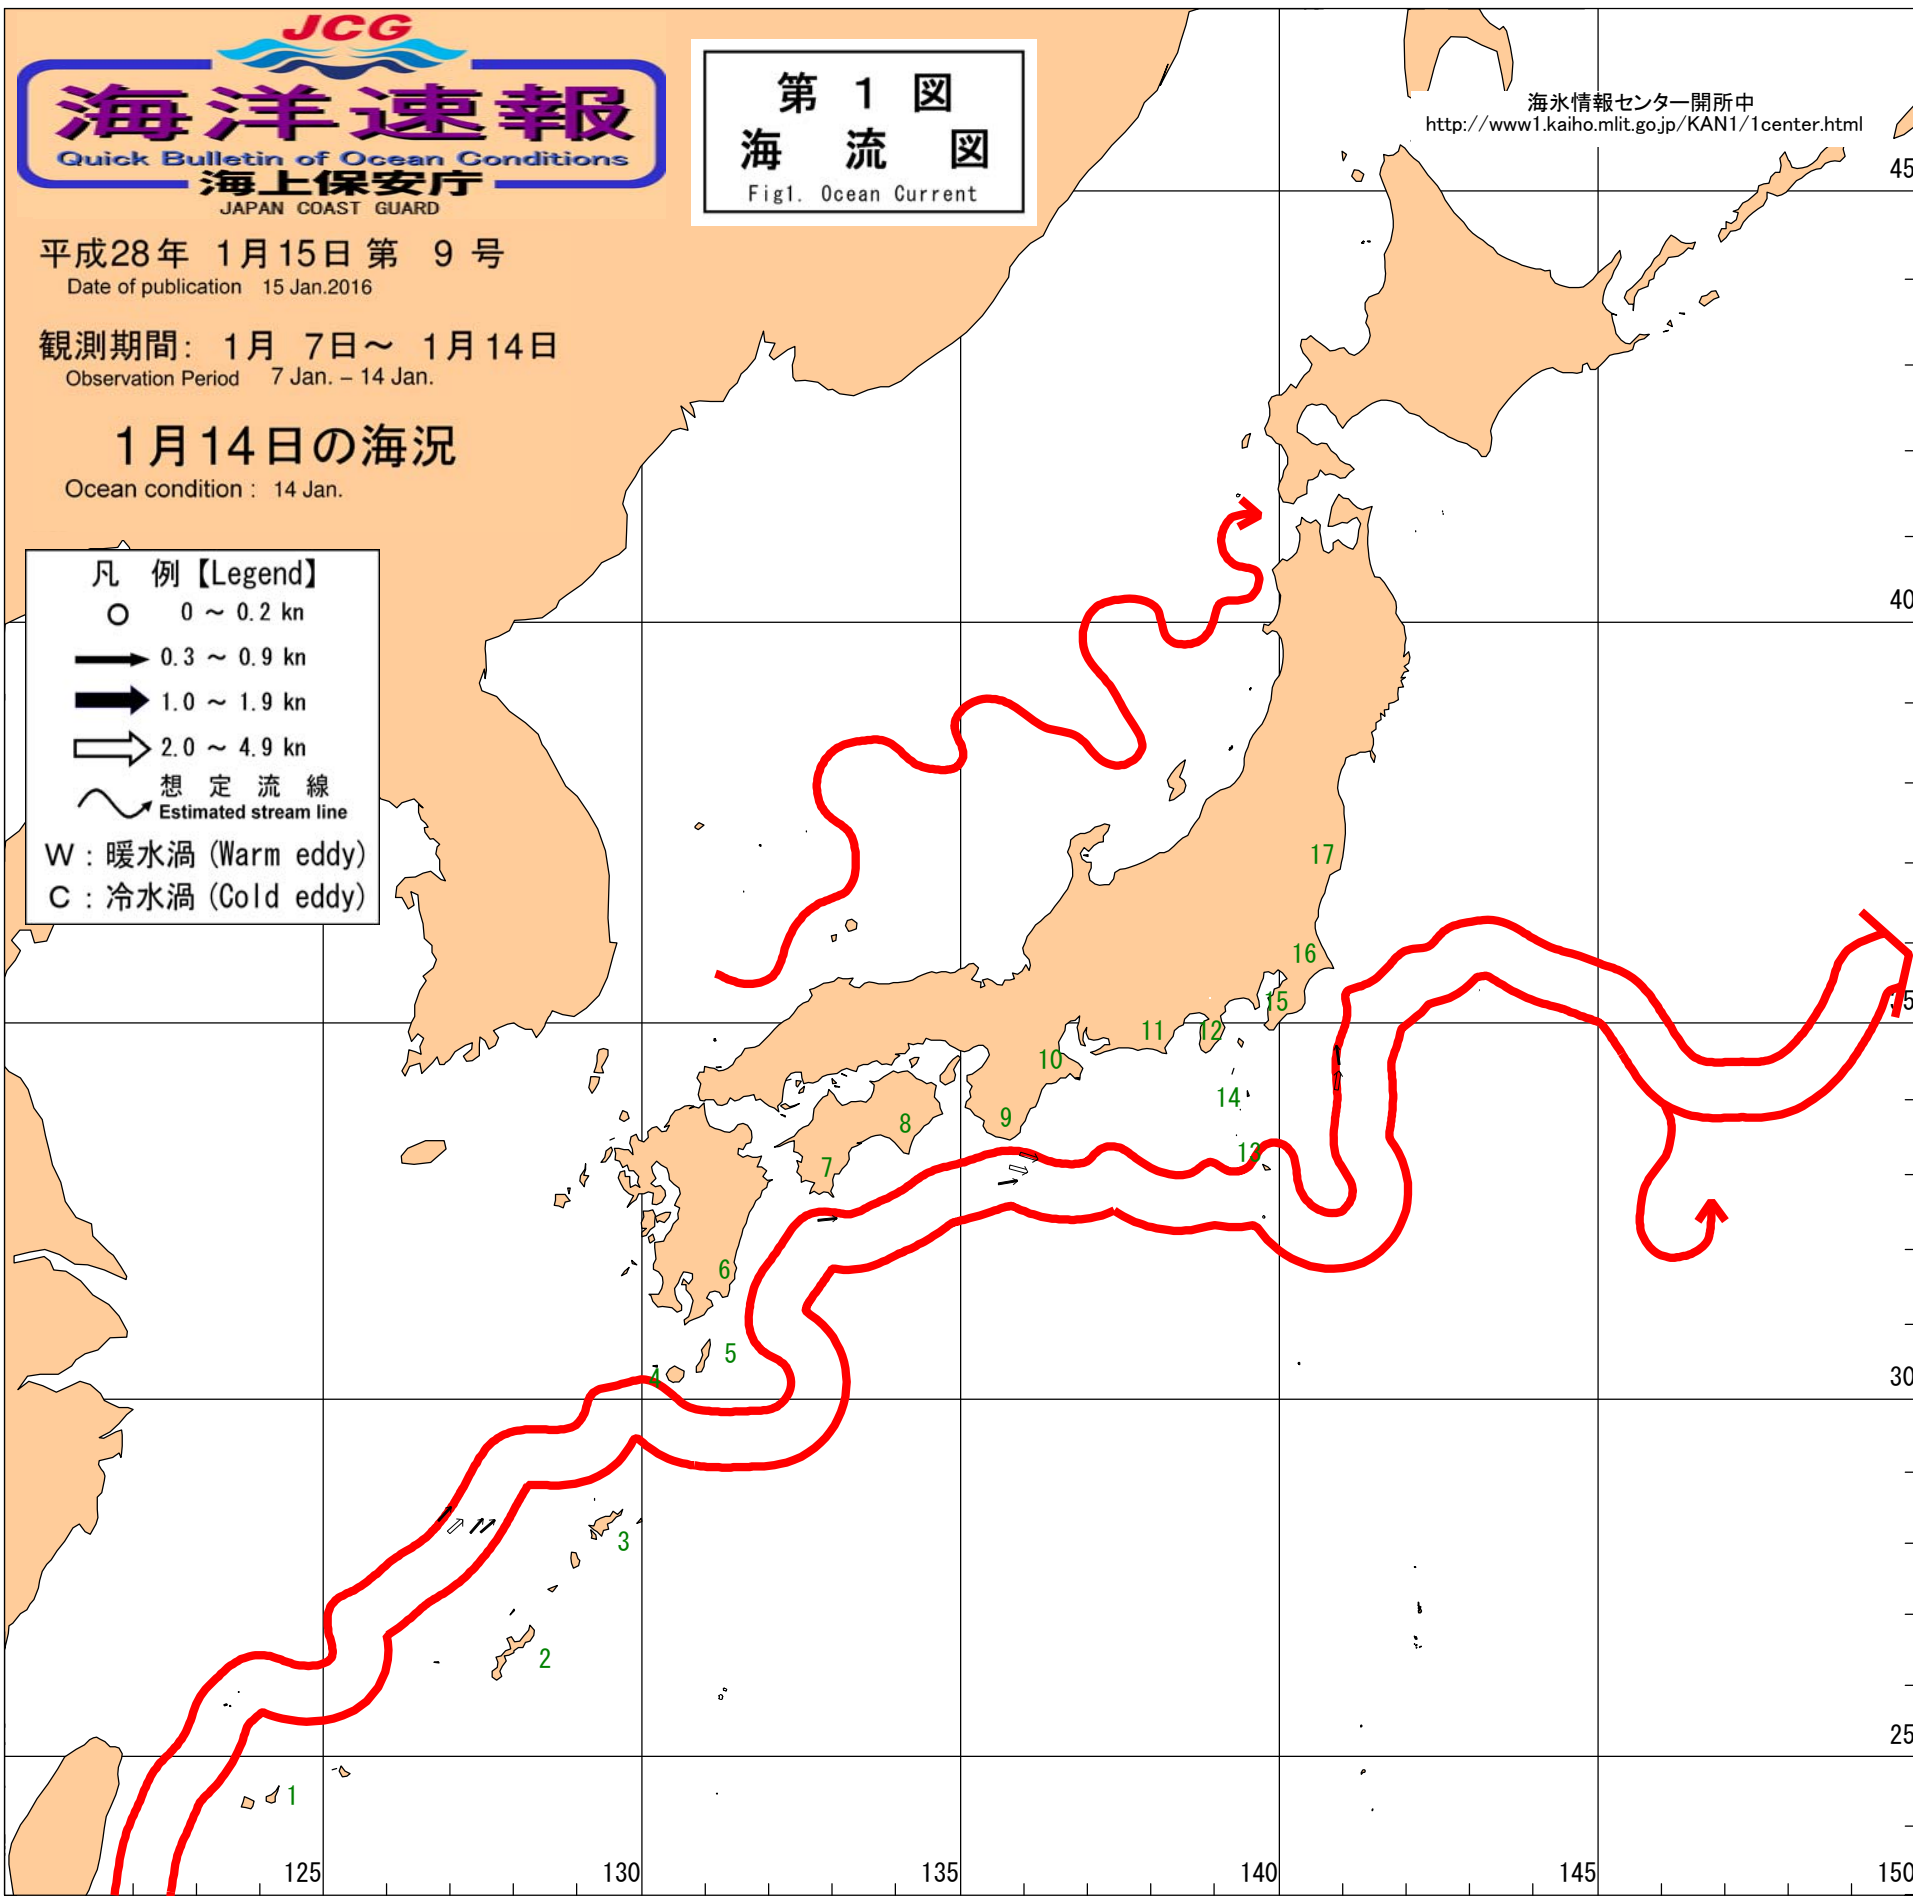 JCG
海洋速報
Quick Bulletin of Ocean Conditions
海上保安庁
JAPAN COAST GUARD
第 1 図
海 流 図
Fig1. Ocean Current
海氷情報センター開所中
http://www1.kaiho.mlit.go.jp/KAN1/1center.html
平成28年 1月15日 第 9 号
Date of publication 15 Jan.2016
観測期間: 1月 7日～ 1月14日
Observation Period 7 Jan. – 14 Jan.
1月14日の海況
Ocean condition : 14 Jan.
凡 例【Legend】
0 ～ 0.2 kn
0.3 ～ 0.9 kn
1.0 ～ 1.9 kn
2.0 ～ 4.9 kn
想 定 流 線
Estimated stream line
W : 暖水渦 (Warm eddy)
C : 冷水渦 (Cold eddy)
45
40
35
30
25
17
16
15
14
13
12
11
10
9
8
7
6
5
4
3
2
1
125
130
135
140
145
150